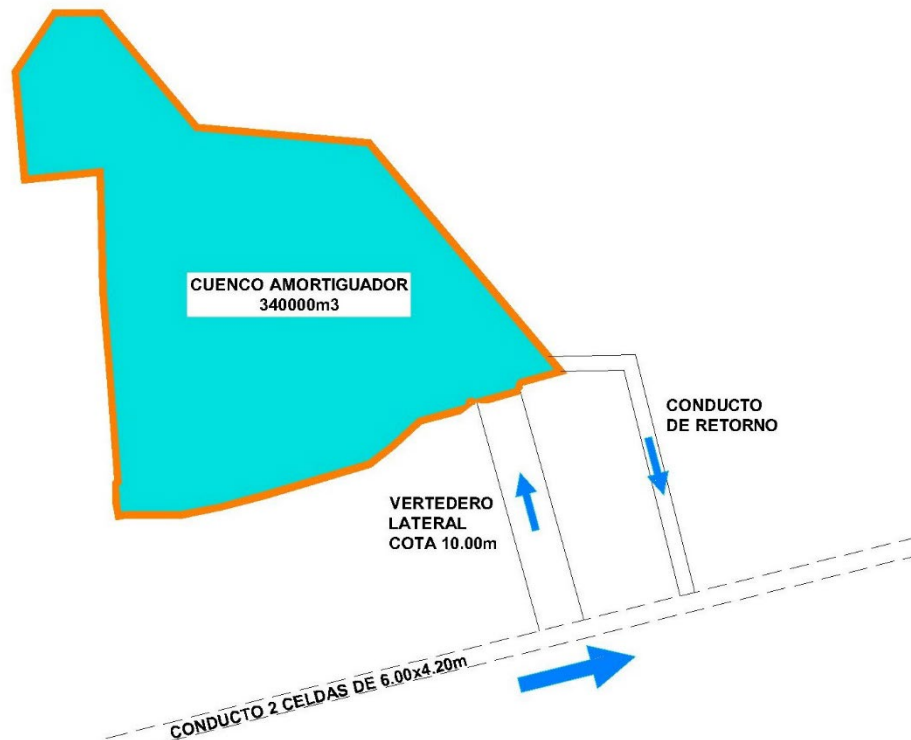 CUENCO AMORTIGUADOR
340000m3
CONDUCTO
DE RETORNO
VERTEDERO
LATERAL
COTA 10.00m
CONDUCTO 2 CELDAS DE 6.00x4.20m